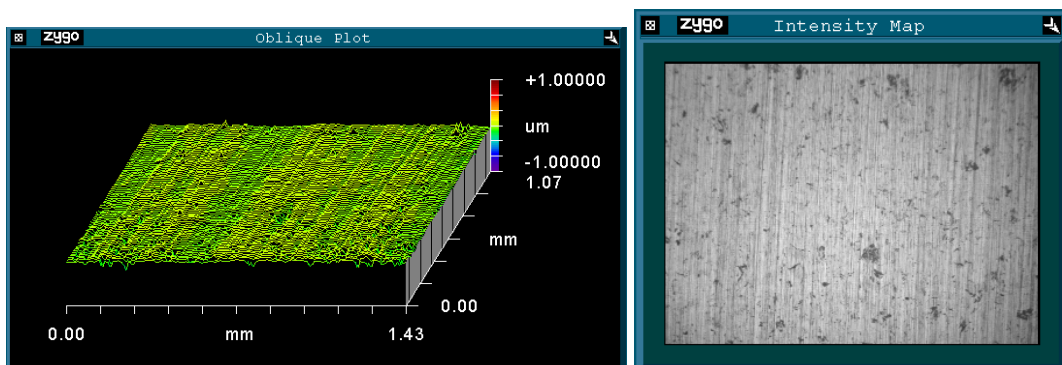 zygo Oblique Plot
+1.00000
um
-1.00000
1.07
mm
0.00
0.00 mm 1.43
zygo Intensity Map